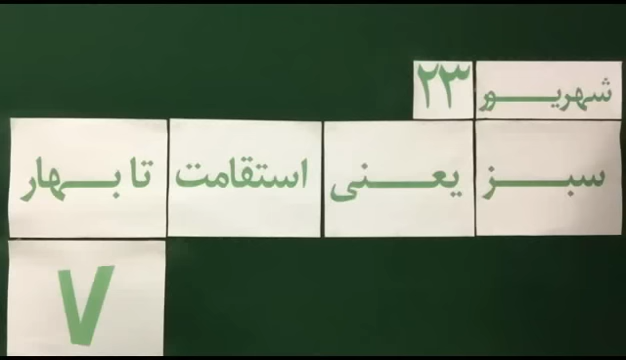 شهریور ۲۳
سبز یعنی استقامت تا بهار
۷